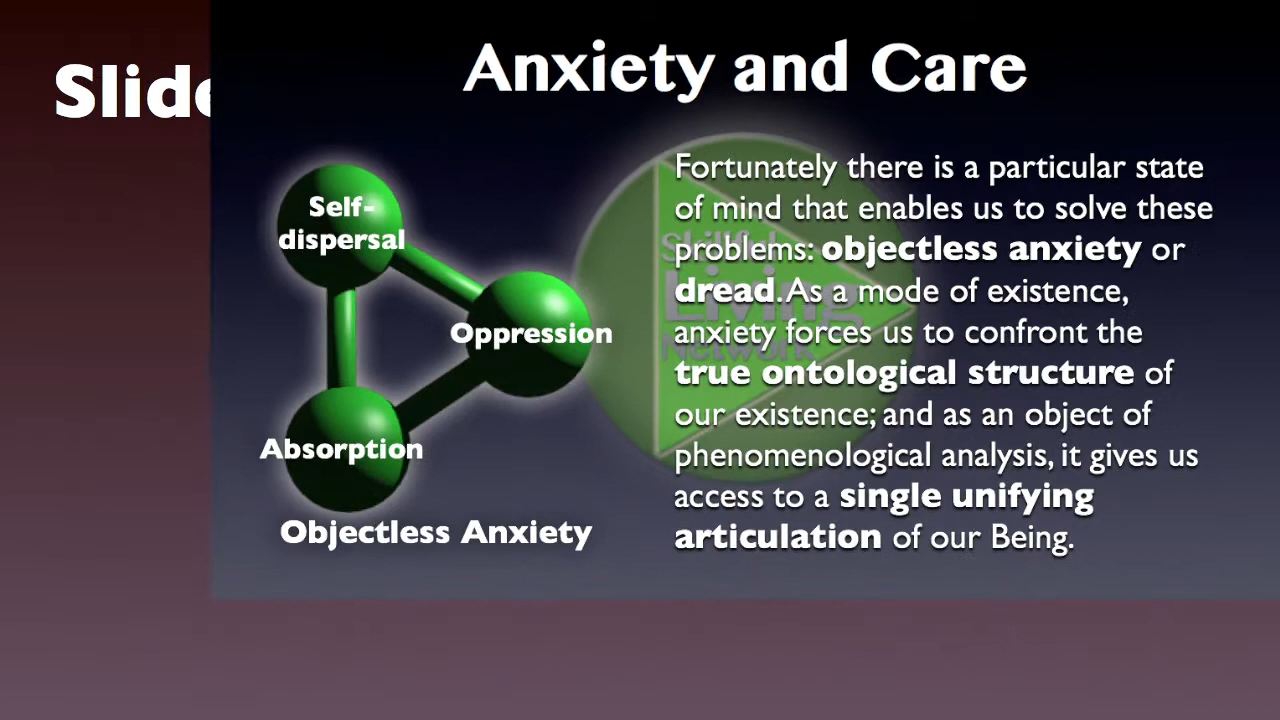 Slide
Anxiety and Care
Self-
dispersal
Oppression
Absorption
Objectless Anxiety
Fortunately there is a particular state
of mind that enables us to solve these
problems: objectless anxiety or
dread. As a mode of existence,
anxiety forces us to confront the
true ontological structure of
our existence; and as an object of
phenomenological analysis, it gives us
access to a single unifying
articulation of our Being.
Skillful
Living
Network